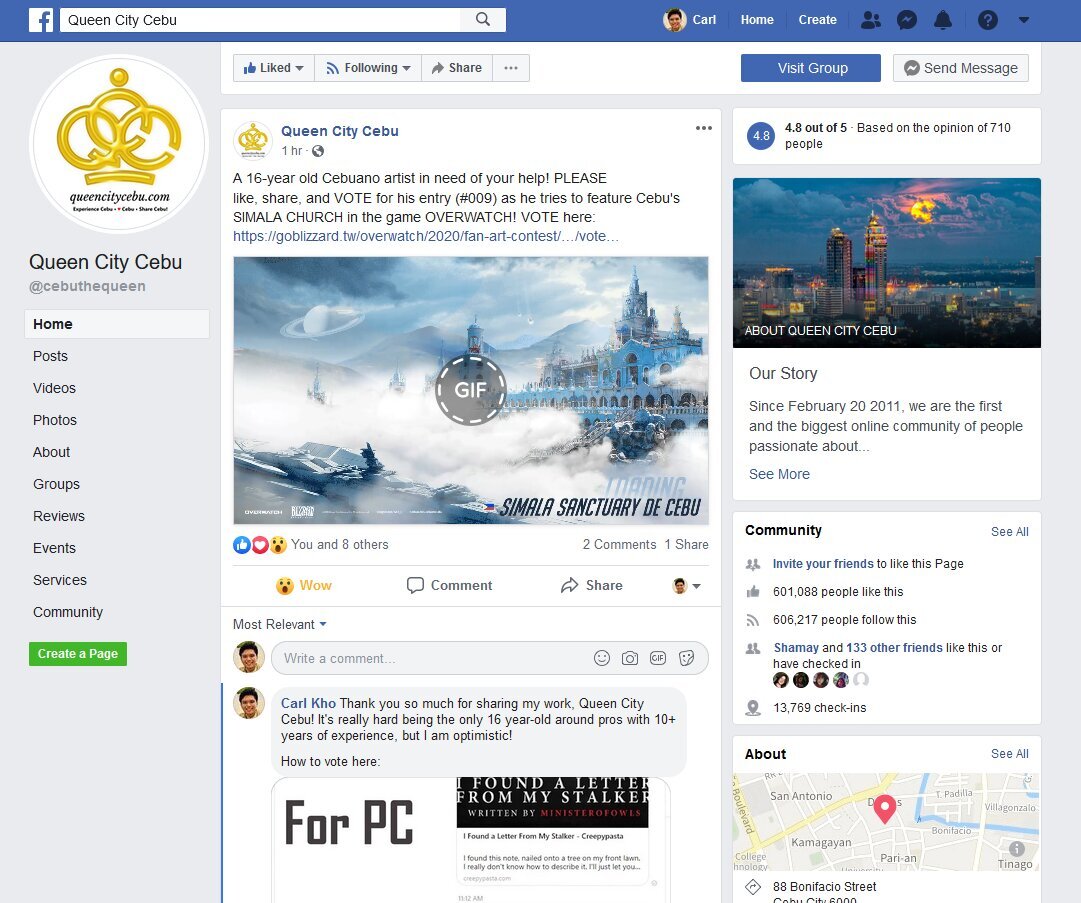 Queen City Cebu
Carl
Home
Create
queencitycebu.com
Experience Cebu • ♥ Cebu • Share Cebu!
Queen City Cebu
@cebuthequeen
Home
Posts
Videos
Photos
About
Groups
Reviews
Events
Services
Community
Create a Page
Liked
Following
Share
Visit Group
Send Message
Queen City Cebu
1 hr ·
A 16-year old Cebuano artist in need of your help! PLEASE
like, share, and VOTE for his entry (#009) as he tries to feature Cebu's
SIMALA CHURCH in the game OVERWATCH! VOTE here:
https://goblizzard.tw/overwatch/2020/fan-art-contest/…/vote…
GIF
LOADING
SIMALA SANCTUARY DE CEBU
OVERWATCH
BLIZZARD
You and 8 others
2 Comments 1 Share
Wow
Comment
Share
Most Relevant
Write a comment...
GIF
Carl Kho Thank you so much for sharing my work, Queen City
Cebu! It's really hard being the only 16 year-old around pros with 10+
years of experience, but I am optimistic!
How to vote here:
For PC
I FOUND A LETTER
FROM MY STALKER
WRITTEN BY MINISTEROFOWLS
I Found a Letter From My Stalker - Creepypasta
I found this note, nailed onto a tree on my front lawn.
I really don't know how to describe it. I'll just let you...
creepypasta.com
11:12 AM
4.8
4.8 out of 5 · Based on the opinion of 710
people
ABOUT QUEEN CITY CEBU
Our Story
Since February 20 2011, we are the first
and the biggest online community of people
passionate about...
See More
Community
See All
Invite your friends to like this Page
601,088 people like this
606,217 people follow this
Shamay and 133 other friends like this or
have checked in
13,769 check-ins
About
See All
San Antonio
T. Padilla
Villagonzalo
Bonifacio
Kamagayan
Pari-an
College
Tinago
88 Bonifacio Street
Cebu City 6000